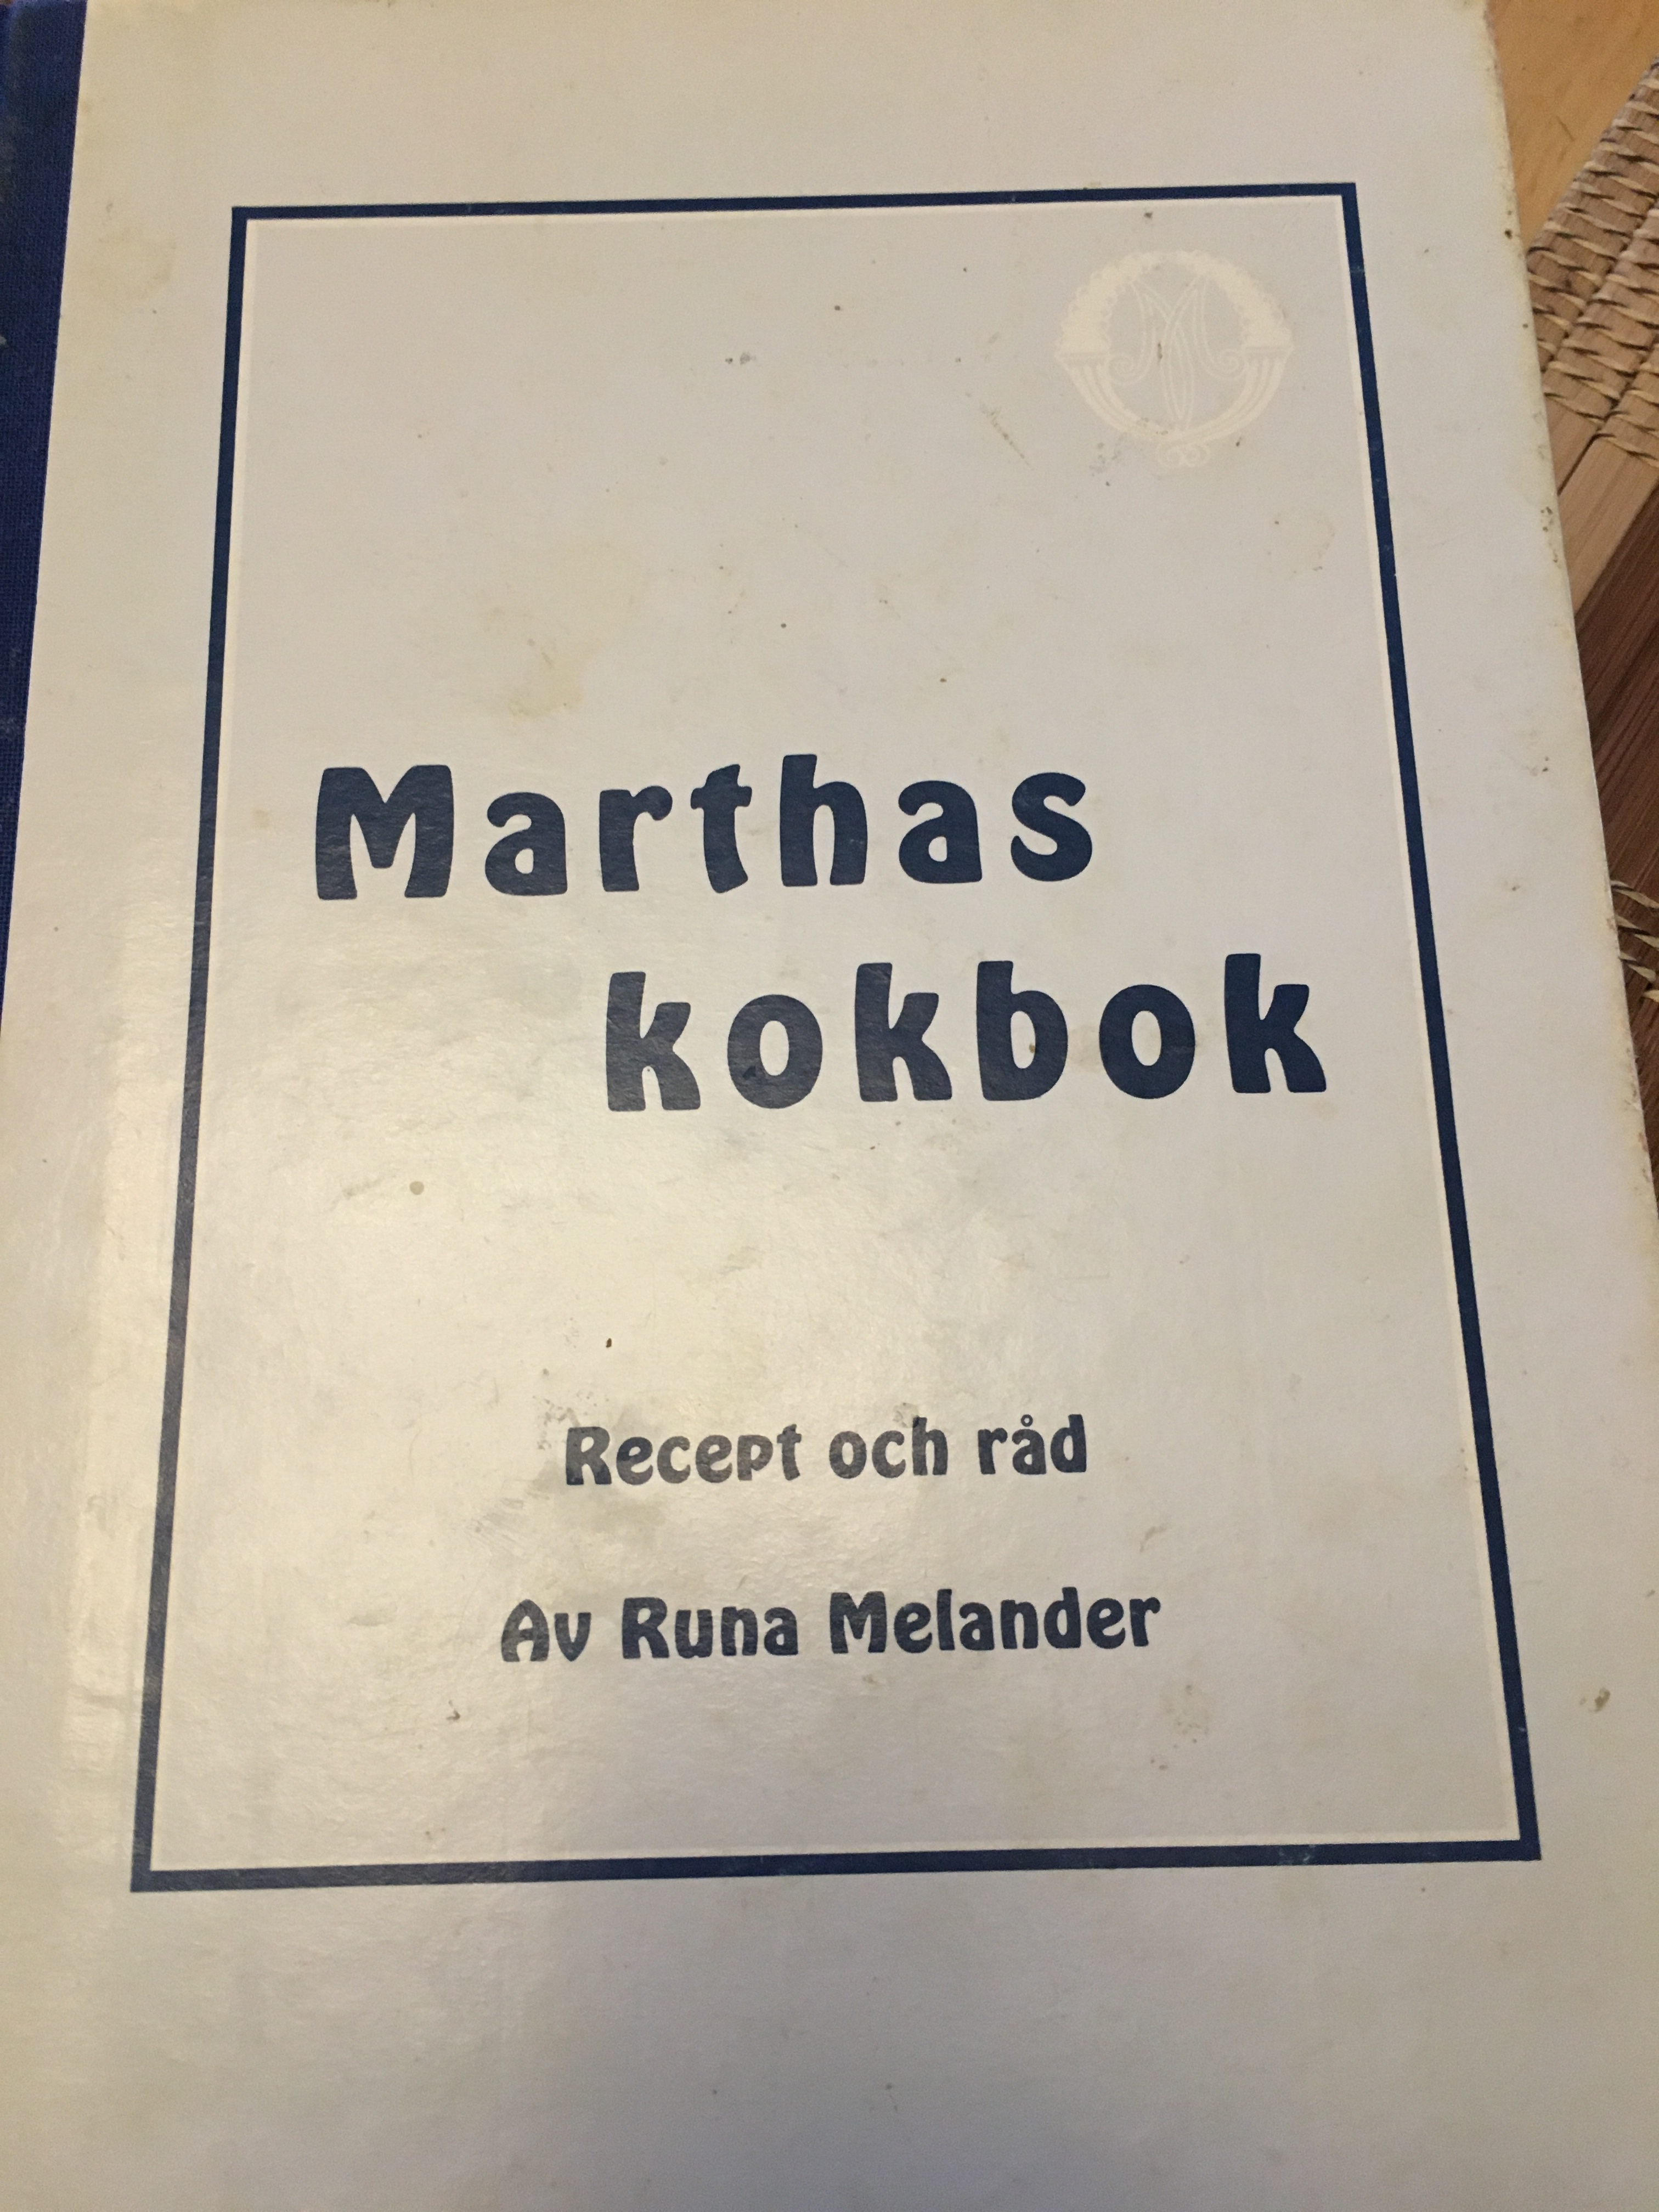 Marthas
kokbok
Recept och råd
Av Runa Melander